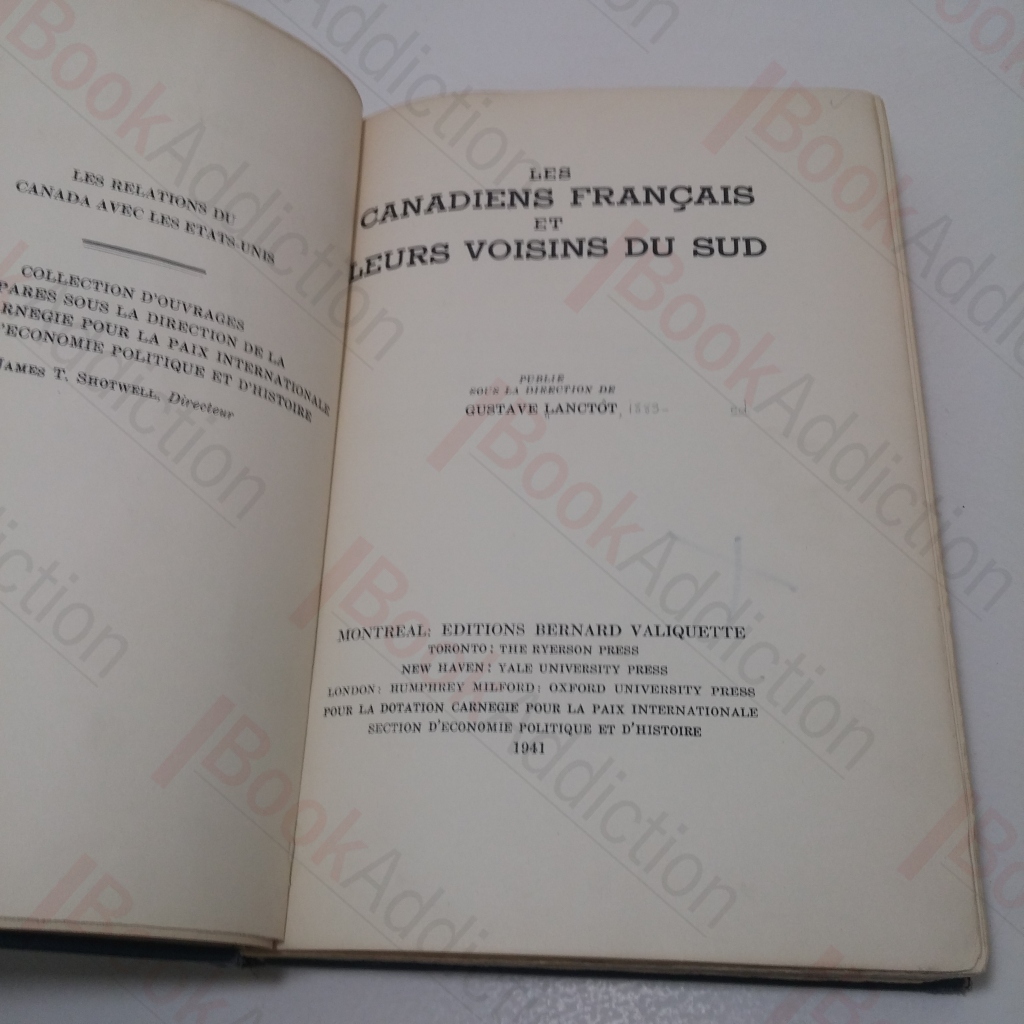 LES RELATIONS DU
CANADA AVEC LES ETATS-UNIS
COLLECTION D'OUVRAGES
PARES SOUS LA DIRECTION DE LA
RNEGIE POUR LA PAIX INTERNATIONALE
'ECONOMIE POLITIQUE ET D'HISTOIRE
JAMES T. SHOTWELL, Directeur
LES
CANADIENS FRANÇAIS
ET
LEURS VOISINS DU SUD
PUBLIE
SOUS LA DIRECTION DE
GUSTAVE LANCTÔT, 1883-
MONTREAL: EDITIONS BERNARD VALIQUETTE
TORONTO: THE RYERSON PRESS
NEW HAVEN: YALE UNIVERSITY PRESS
LONDON: HUMPHREY MILFORD: OXFORD UNIVERSITY PRESS
POUR LA DOTATION CARNEGIE POUR LA PAIX INTERNATIONALE
SECTION D'ECONOMIE POLITIQUE ET D'HISTOIRE
1941
BookAddiction